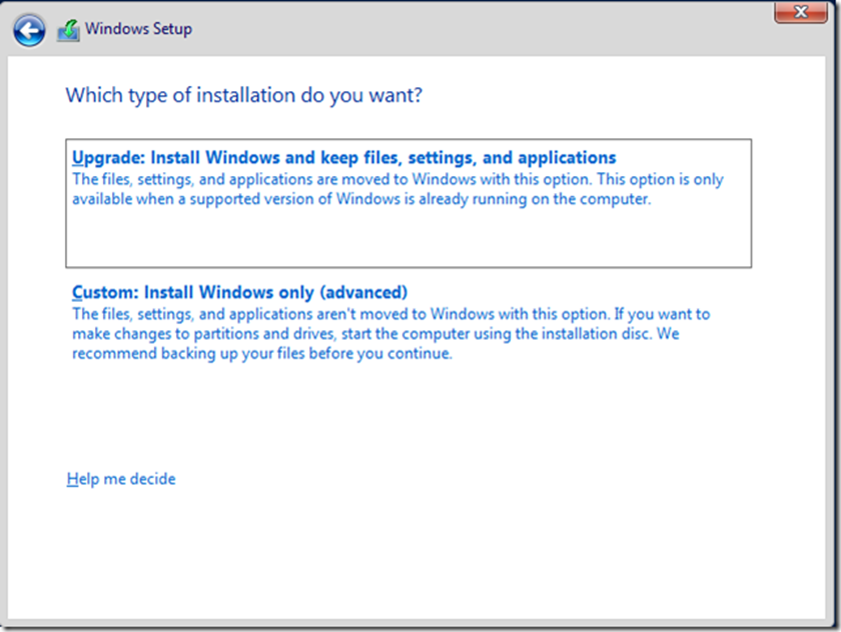 Windows Setup
Which type of installation do you want?
Upgrade: Install Windows and keep files, settings, and applications
The files, settings, and applications are moved to Windows with this option. This option is only
available when a supported version of Windows is already running on the computer.
Custom: Install Windows only (advanced)
The files, settings, and applications aren't moved to Windows with this option. If you want to
make changes to partitions and drives, start the computer using the installation disc. We
recommend backing up your files before you continue.
Help me decide